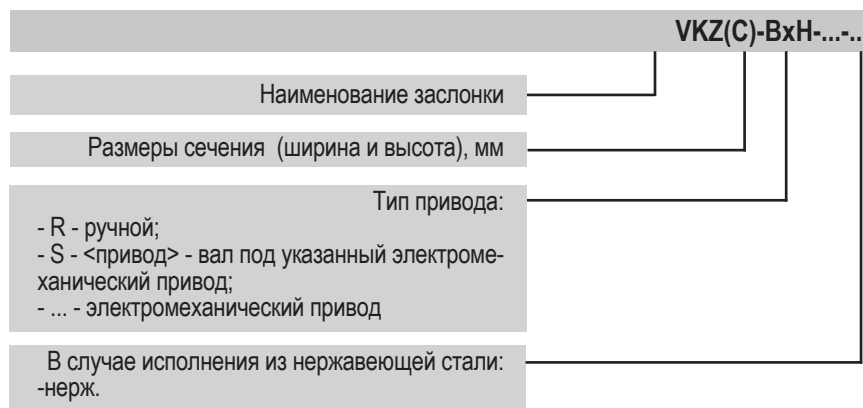 VKZ(C)-BxH-...-..
Наименование заслонки
Размеры сечения (ширина и высота), мм
Тип привода:
- R - ручной;
- S - <привод> - вал под указанный электроме-
ханический привод;
- ... - электромеханический привод
В случае исполнения из нержавеющей стали:
-нерж.